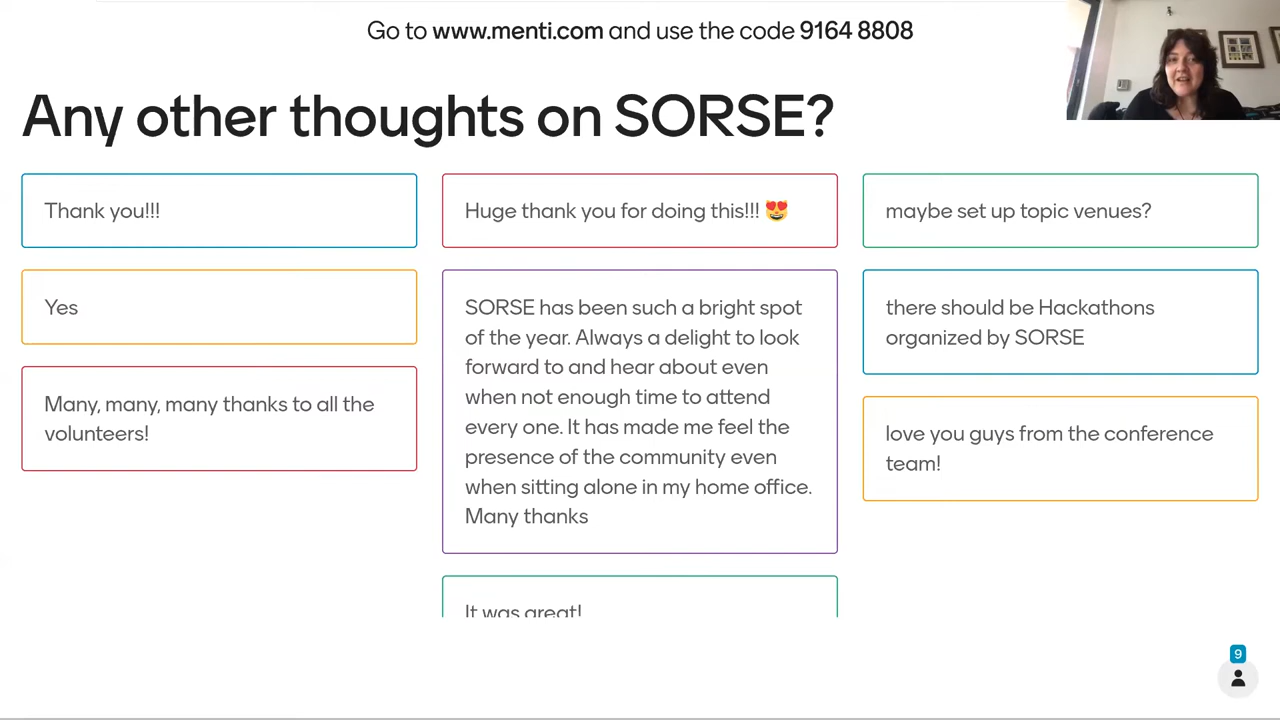 Go to www.menti.com and use the code 9164 8808
Any other thoughts on SORSE?
Thank you!!!
Yes
Many, many, many thanks to all the
volunteers!
Huge thank you for doing this!!! 😻
SORSE has been such a bright spot
of the year. Always a delight to look
forward to and hear about even
when not enough time to attend
every one. It has made me feel the
presence of the community even
when sitting alone in my home office.
Many thanks
It was great!
maybe set up topic venues?
there should be Hackathons
organized by SORSE
love you guys from the conference
team!
9